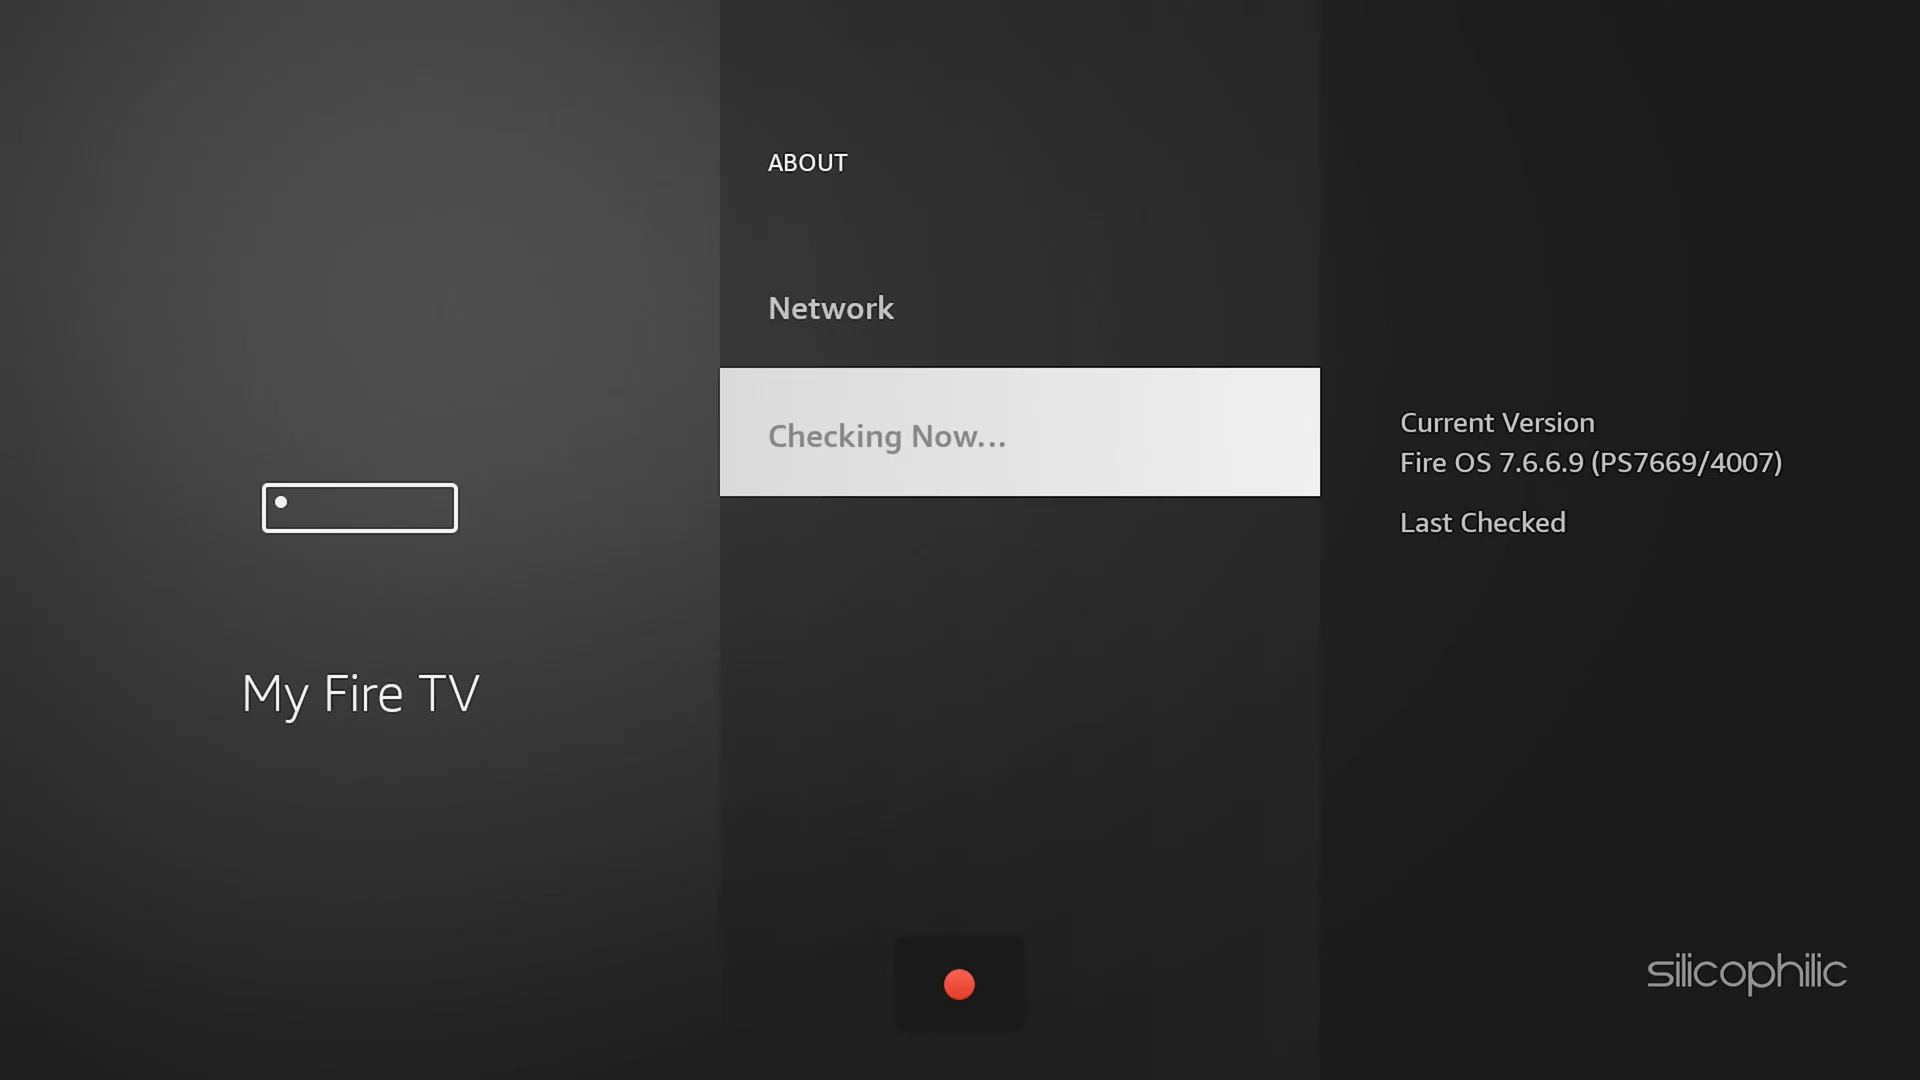 ABOUT
Network
Checking Now...
My Fire TV
Current Version
Fire OS 7.6.6.9 (PS7669/4007)
Last Checked
silicophilic